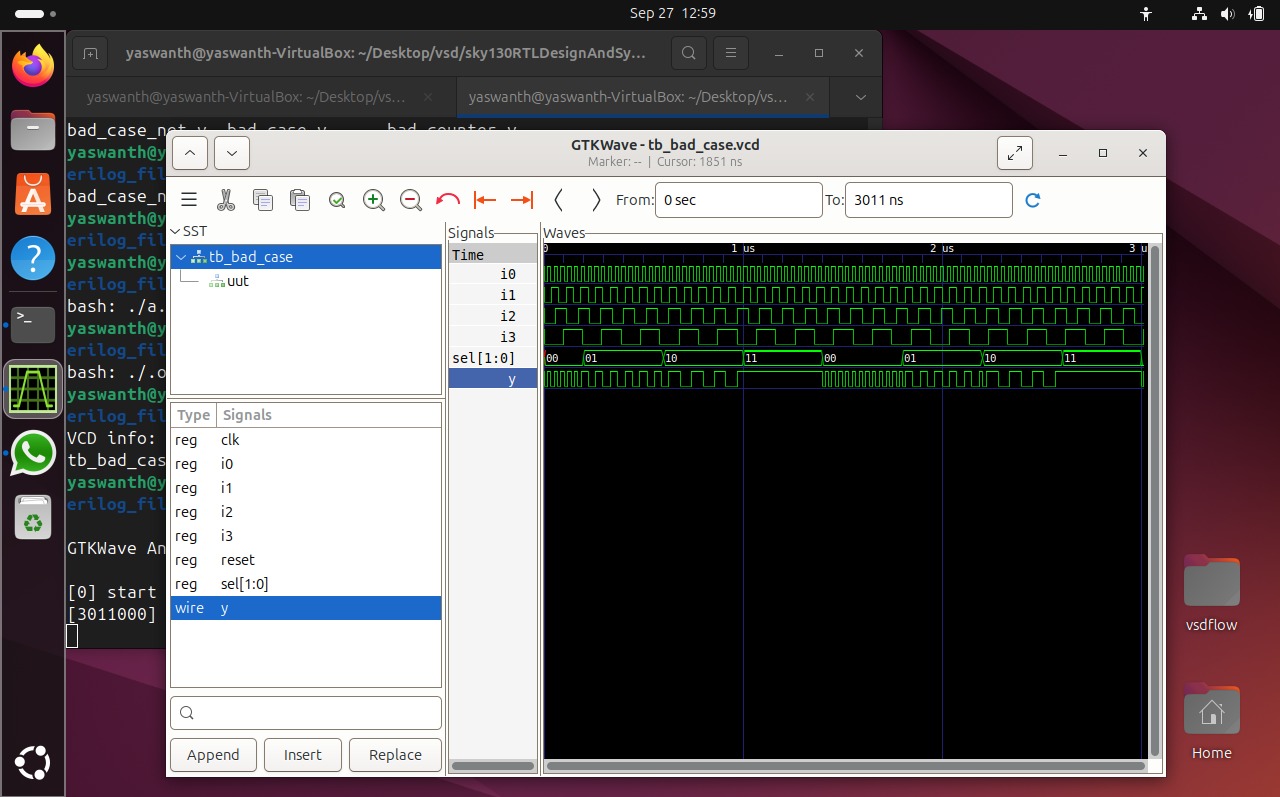 Sep 27 12:59
yaswanth@yaswanth-VirtualBox: ~/Desktop/vsd/sky130RTLDesignAndSy...
yaswanth@yaswanth-VirtualBox: ~/Desktop/vs...
yaswanth@yaswanth-VirtualBox: ~/Desktop/vs...
bad_case_net.v bad_case.v bad_counter.v
yaswanth@y
erilog_fil
bad_case_n
yaswanth@y
erilog_fil
yaswanth@y
erilog_fil
bash: ./a.
yaswanth@y
erilog_fil
bash: ./.o
yaswanth@y
erilog_fil
VCD info:
tb_bad_cas
yaswanth@y
erilog_fil
GTKWave An
[0] start
[3011000]
GTKWave - tb_bad_case.vcd
Marker: -- | Cursor: 1851 ns
From: 0 sec To: 3011 ns
SST
tb_bad_case
uut
Type Signals
reg clk
reg i0
reg i1
reg i2
reg i3
reg reset
reg sel[1:0]
wire y
Append Insert Replace
Signals
Time
i0
i1
i2
i3
sel[1:0]
y
Waves
0 1 us 2 us 3 u
00 01 10 11 00 01 10 11
vsdflow
Home